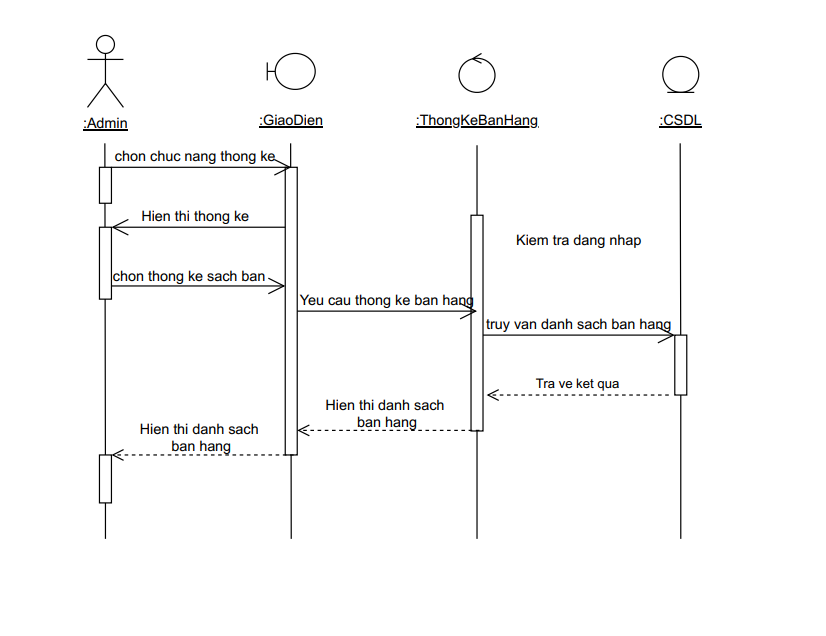 :Admin
:GiaoDien
:ThongKeBanHang
:CSDL
chon chuc nang thong ke
Hien thi thong ke
Kiem tra dang nhap
chon thong ke sach ban
Yeu cau thong ke ban hang
truy van danh sach ban hang
Tra ve ket qua
Hien thi danh sach
ban hang
Hien thi danh sach
ban hang